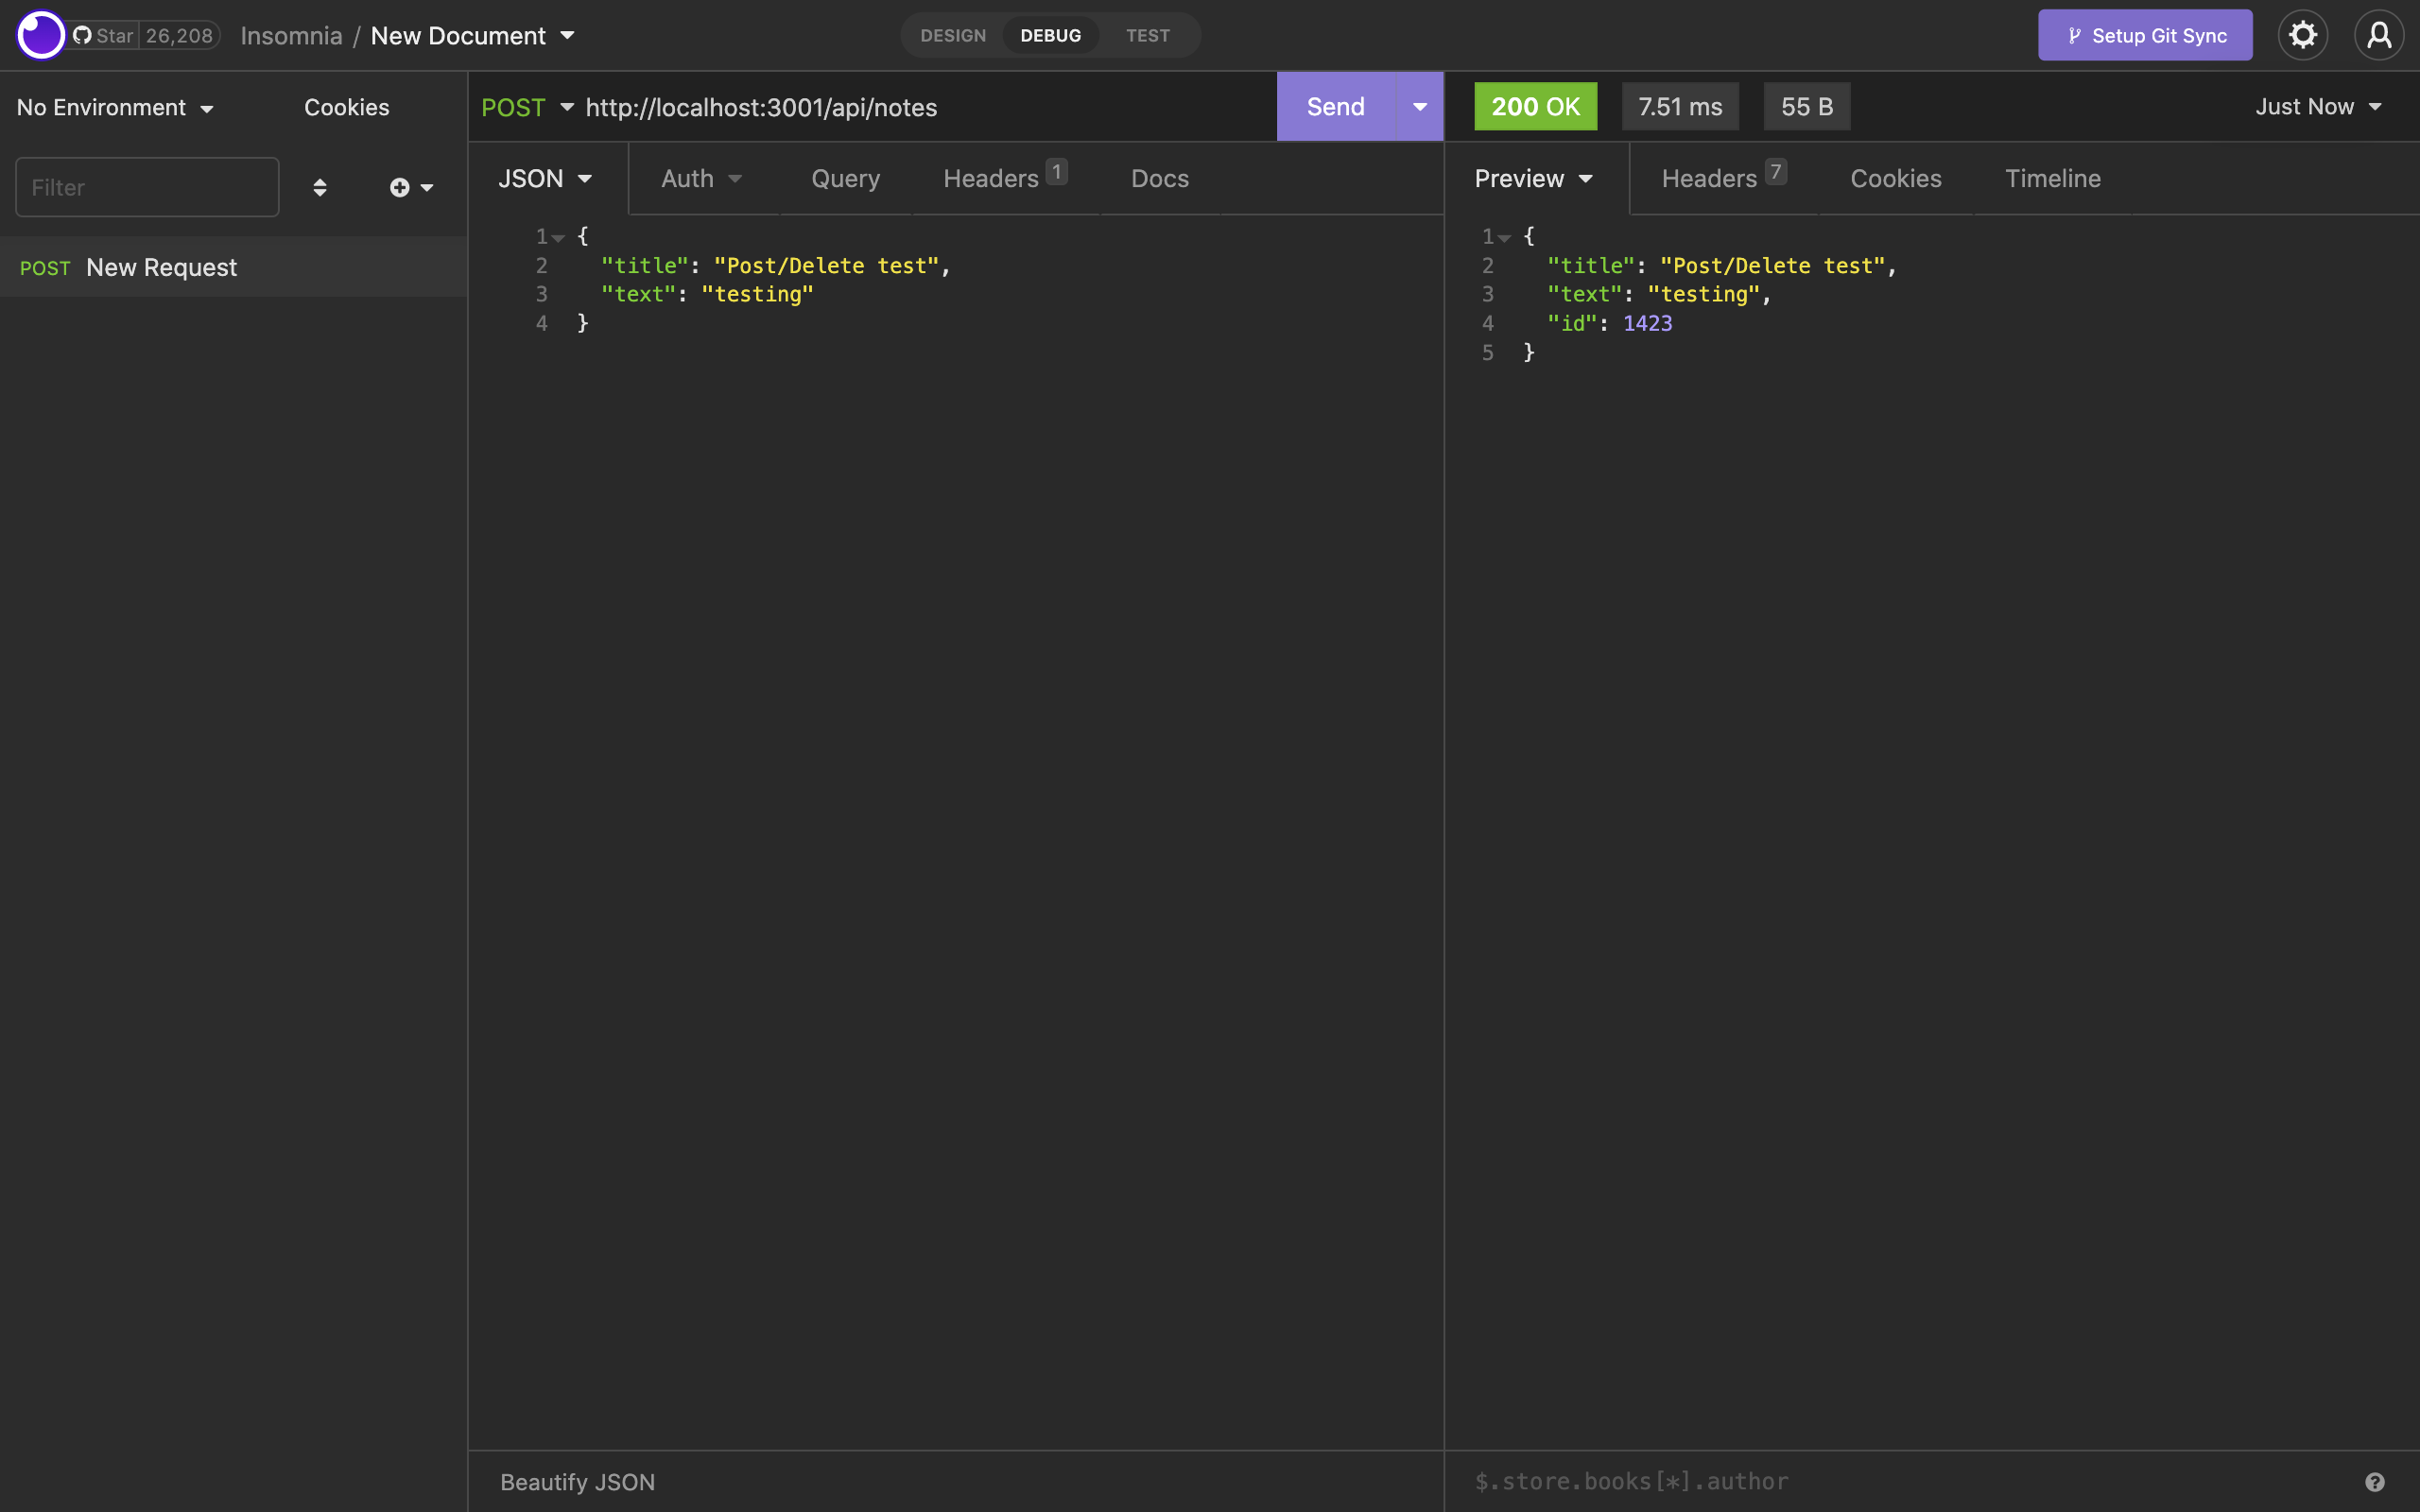 Star 26,208 Insomnia / New Document DESIGN DEBUG TEST Setup Git Sync
No Environment Cookies
Filter
POST New Request
POST http://localhost:3001/api/notes Send
JSON Auth Query Headers 1 Docs
1 {
2 "title": "Post/Delete test",
3 "text": "testing"
4 }
Beautify JSON
200 OK 7.51 ms 55 B Just Now
Preview Headers 7 Cookies Timeline
1 {
2 "title": "Post/Delete test",
3 "text": "testing",
4 "id": 1423
5 }
$.store.books[*].author